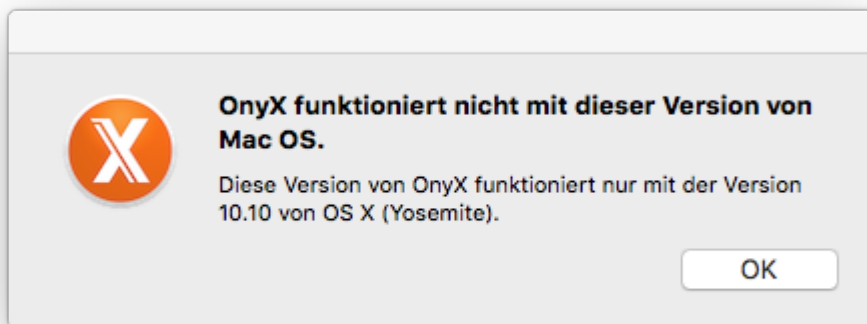 OnyX funktioniert nicht mit dieser Version von
Mac OS.
Diese Version von OnyX funktioniert nur mit der Version
10.10 von OS X (Yosemite).
OK